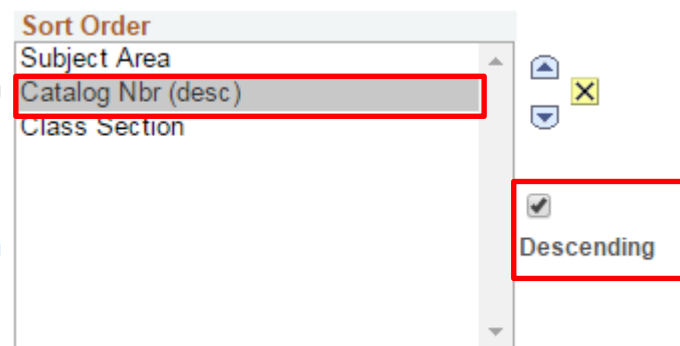 Sort Order
Subject Area
Catalog Nbr (desc)
Class Section
Descending